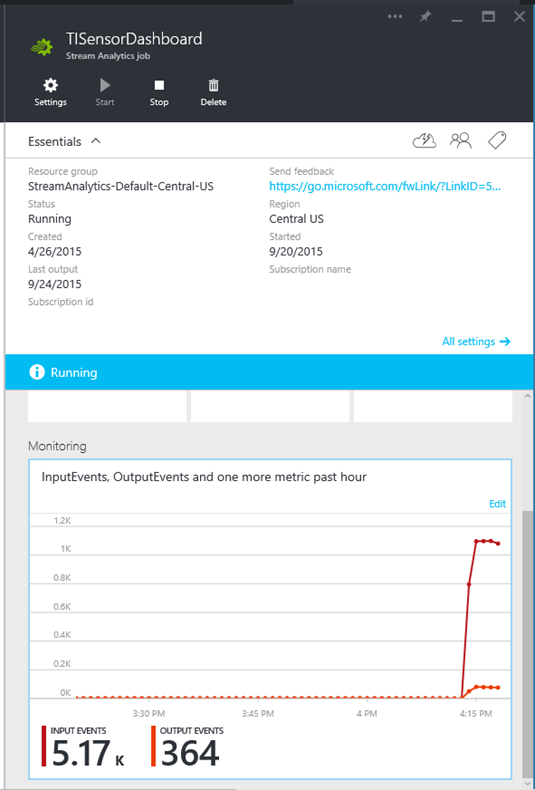 TISensorDashboard
Stream Analytics job
Settings Start Stop Delete
Essentials
Resource group Send feedback
StreamAnalytics-Default-Central-US https://go.microsoft.com/fwLink/?LinkID=5...
Status Region
Running Central US
Created Started
4/26/2015 9/20/2015
Last output Subscription name
9/24/2015
Subscription id
All settings
Running
Monitoring
InputEvents, OutputEvents and one more metric past hour
Edit
1.2K
1K
0.8K
0.6K
0.4K
0.2K
0K
3:30 PM 3:45 PM 4 PM 4:15 PM
INPUT EVENTS OUTPUT EVENTS
5.17 K 364